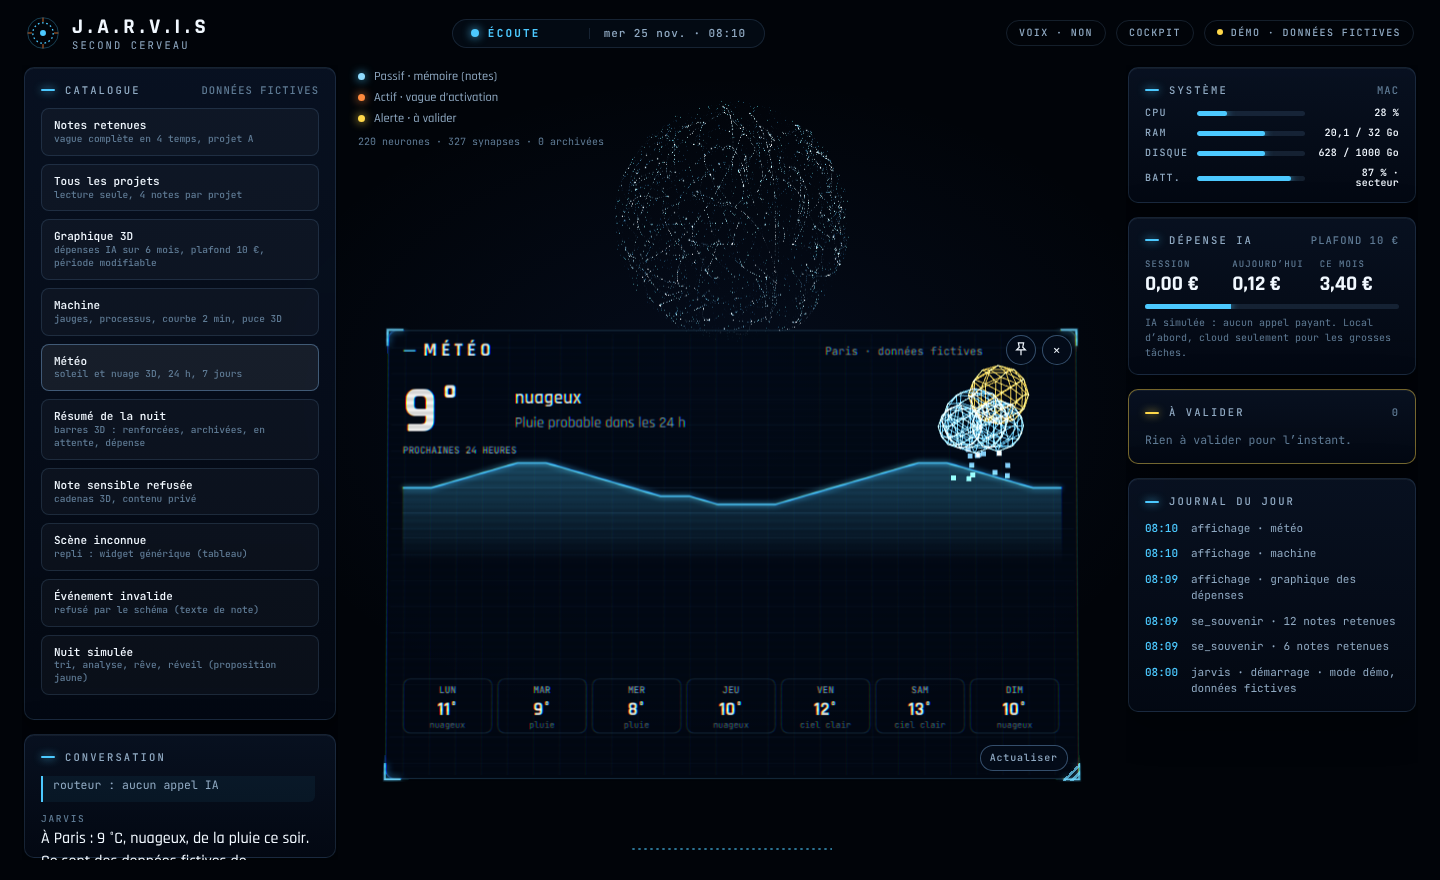 J.A.R.V.I.S
SECOND CERVEAU
ÉCOUTE
mer 25 nov. · 08:10
VOIX · NON
COCKPIT
DÉMO · DONNÉES FICTIVES
CATALOGUE
DONNÉES FICTIVES
Notes retenues
vague complète en 4 temps, projet A
Tous les projets
lecture seule, 4 notes par projet
Graphique 3D
dépenses IA sur 6 mois, plafond 10 €,
période modifiable
Machine
jauges, processus, courbe 2 min, puce 3D
Météo
soleil et nuage 3D, 24 h, 7 jours
Résumé de la nuit
barres 3D : renforcées, archivées, en
attente, dépense
Note sensible refusée
cadenas 3D, contenu privé
Scène inconnue
repli : widget générique (tableau)
Événement invalide
refusé par le schéma (texte de note)
Nuit simulée
tri, analyse, rêve, réveil (proposition
jaune)
CONVERSATION
routeur : aucun appel IA
JARVIS
À Paris : 9 °C, nuageux, de la pluie ce soir.
Ce sont des données fictives de
Passif · mémoire (notes)
Actif · vague d'activation
Alerte · à valider
220 neurones · 327 synapses · 0 archivées
MÉTÉO
Paris · données fictives
×
9°
nuageux
Pluie probable dans les 24 h
PROCHAINES 24 HEURES
LUN
11°
nuageux
MAR
9°
pluie
MER
8°
pluie
JEU
10°
nuageux
VEN
12°
ciel clair
SAM
13°
ciel clair
DIM
10°
nuageux
Actualiser
SYSTÈME
MAC
CPU
28 %
RAM
20,1 / 32 Go
DISQUE
628 / 1000 Go
BATT.
87 % ·
secteur
DÉPENSE IA
PLAFOND 10 €
SESSION
AUJOURD'HUI
CE MOIS
0,00 €
0,12 €
3,40 €
IA simulée : aucun appel payant. Local
d'abord, cloud seulement pour les grosses
tâches.
À VALIDER
0
Rien à valider pour l'instant.
JOURNAL DU JOUR
08:10 affichage · météo
08:10 affichage · machine
08:09 affichage · graphique des
dépenses
08:09 se_souvenir · 12 notes retenues
08:09 se_souvenir · 6 notes retenues
08:00 jarvis · démarrage · mode démo,
données fictives